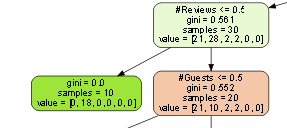 #Reviews <= 0.5
gini = 0.561
samples = 30
value = [21, 28, 2, 2, 0, 0]
gini = 0.0
samples = 10
value = [0, 18, 0, 0, 0, 0]
#Guests <= 0.5
gini = 0.552
samples = 20
value = [21, 10, 2, 2, 0, 0]